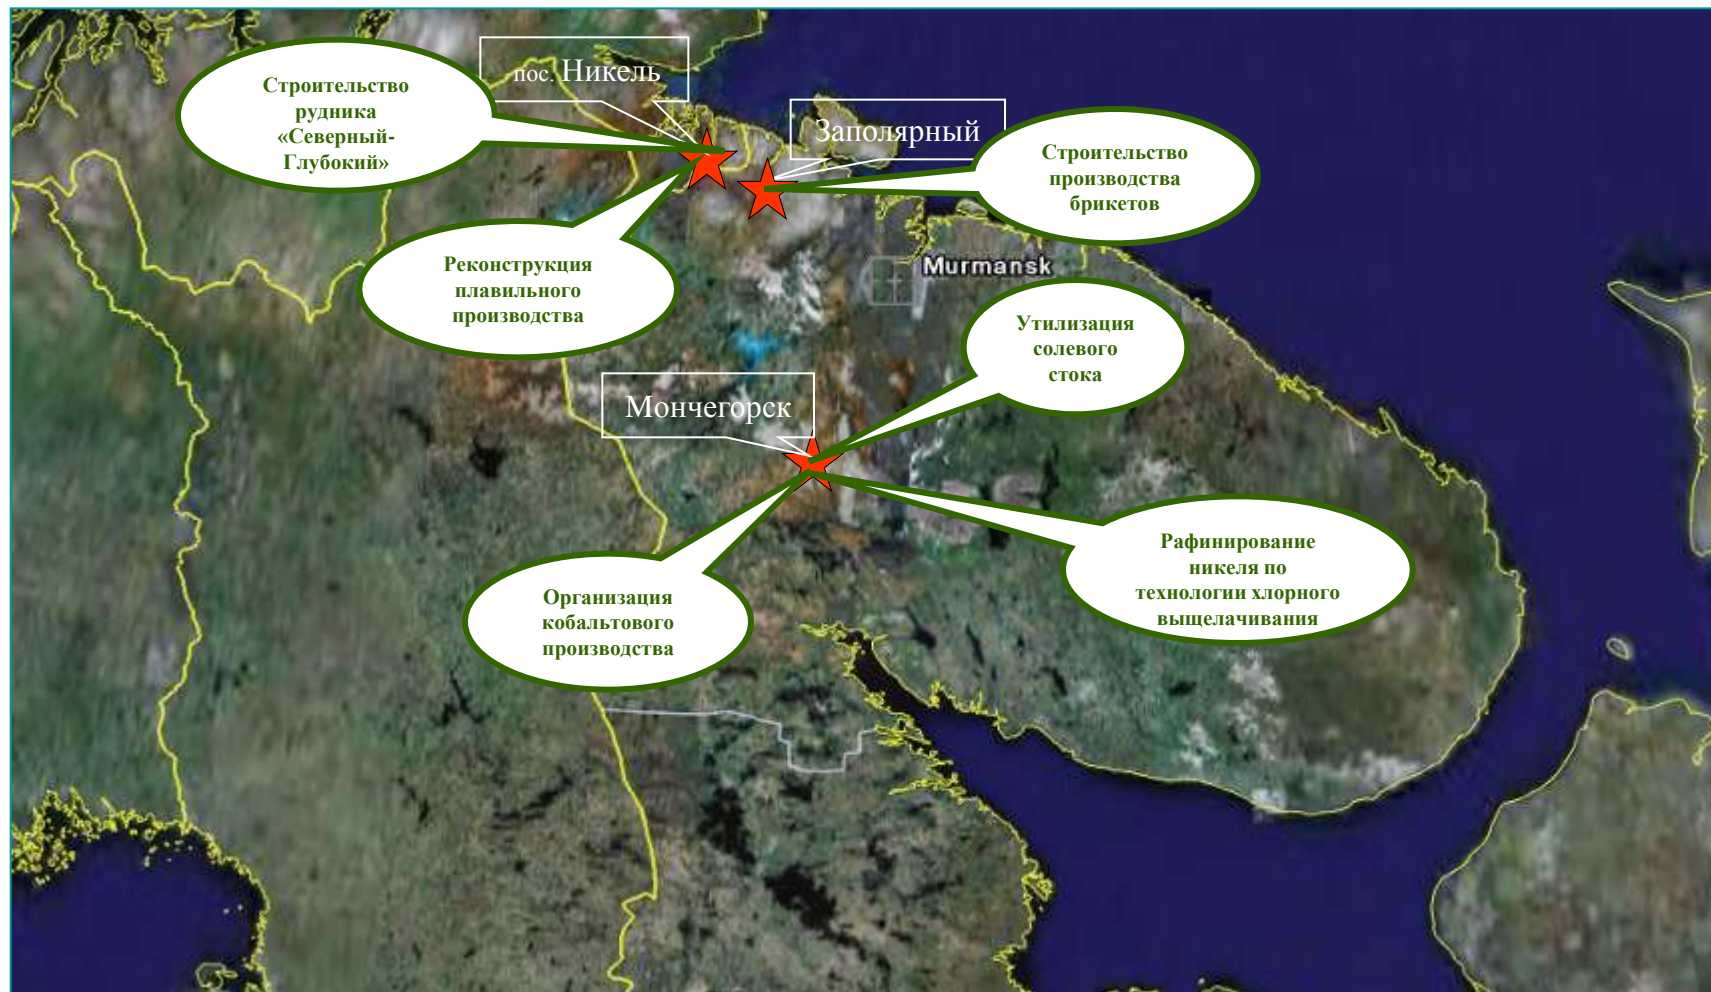 пос. Никель
Строительство
рудника
«Северный-
Глубокий»
Заполярный
Строительство
производства
брикетов
Реконструкция
плавильного
производства
Murmansk
Утилизация
солевого
стока
Мончегорск
Рафинирование
никеля по
технологии хлорного
выщелачивания
Организация
кобальтового
производства